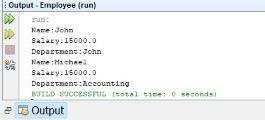 Output - Employee (run)
run:
Name:John
Salary:15000.0
Department:John
Name:Michael
Salary:15000.0
Department:Accounting
BUILD SUCCESSFUL (total time: 0 seconds)
Output